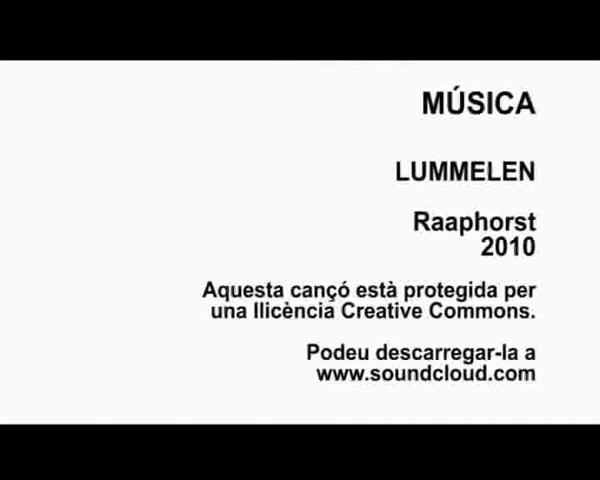 MÚSICA
LUMMELEN
Raaphorst
2010
Aquesta cançó està protegida per
una llicència Creative Commons.
Podeu descarregar-la a
www.soundcloud.com